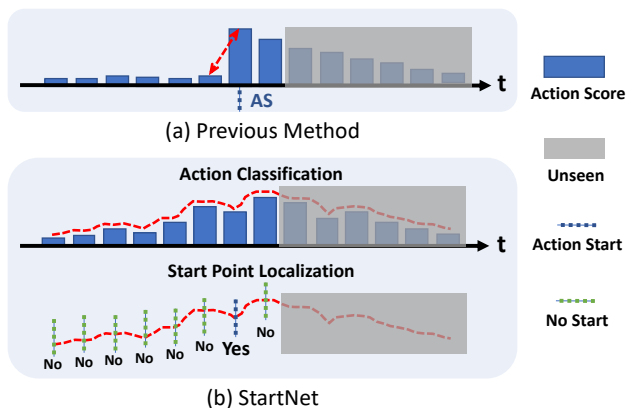 AS
t
(a) Previous Method
Action Classification
t
Start Point Localization
No
No
No
No
No
No
Yes
No
(b) StartNet
Action Score
Unseen
Action Start
No Start